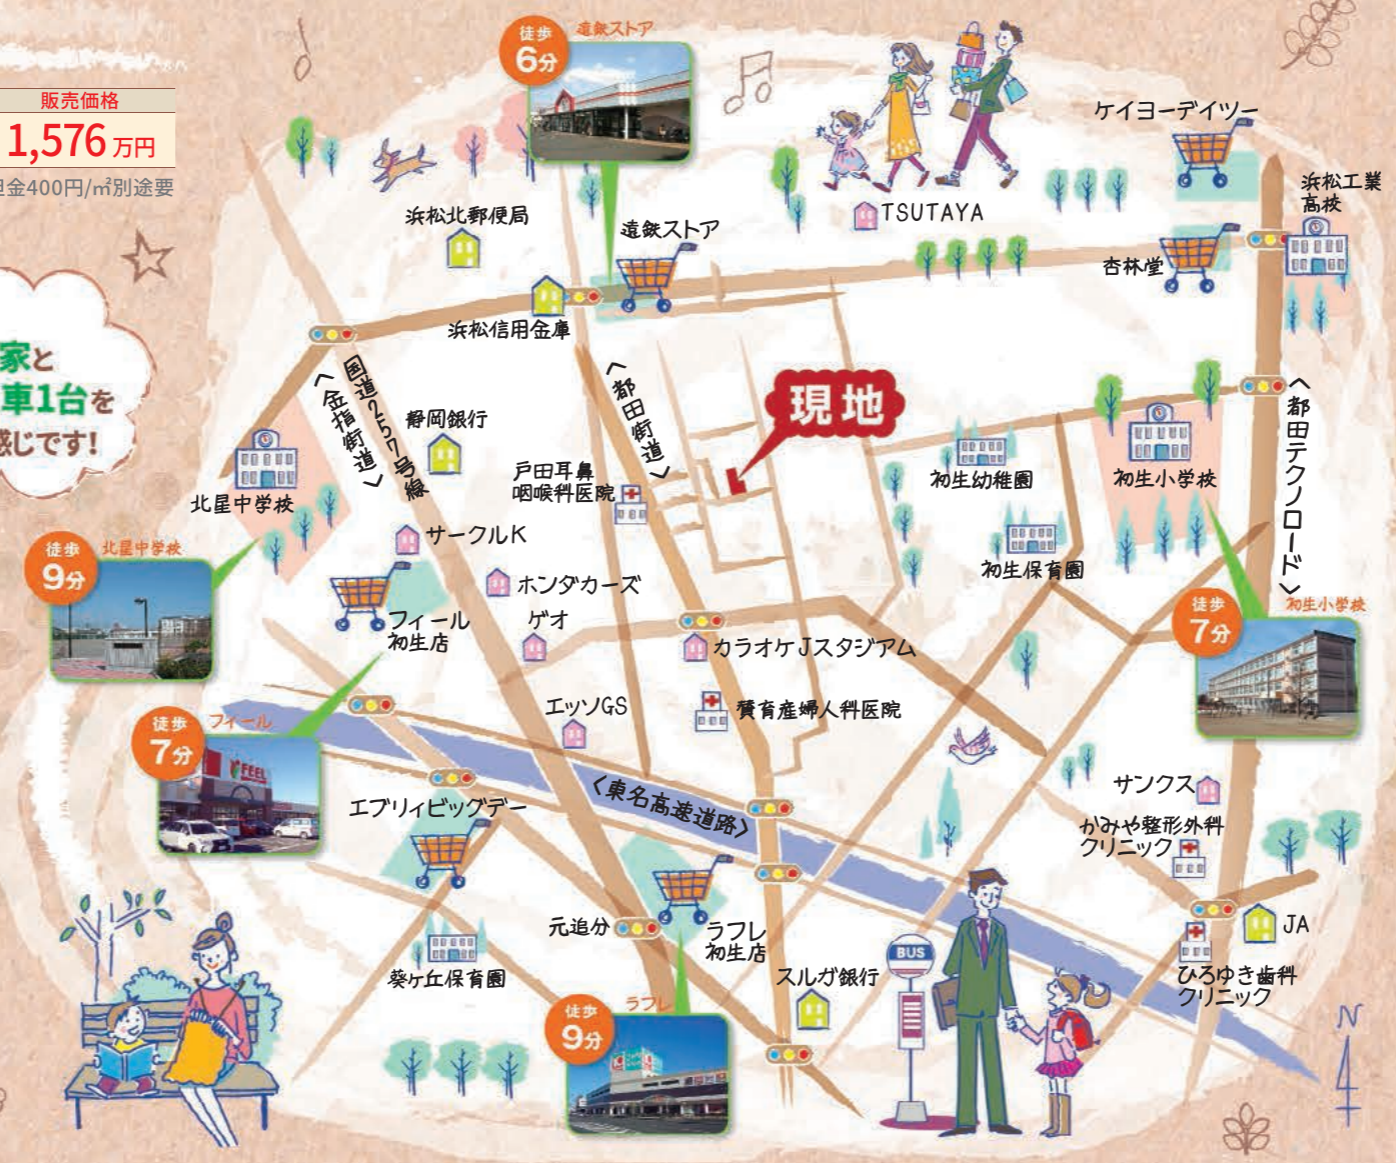 販売価格
1,576万円
金400円/㎡別途要
家と
車1台を
感じです!
徒歩
6分
遠鉄ストア
ケイヨーデイツー
浜松工業
高校
TSUTAYA
浜松北郵便局
遠鉄ストア
杏林堂
浜松信用金庫
国道257号線
〈金指街道〉
〈都田街道〉
現地
〈都田テクノロード〉
静岡銀行
北星中学校
戸田耳鼻
咽喉科医院
初生幼稚園
初生小学校
サークルK
初生保育園
徒歩
9分
北星中学校
ホンダカーズ
フィール
初生店
ゲオ
カラオケJスタジアム
徒歩
7分
初生小学校
エッソGS
賛育産婦人科医院
徒歩
7分
フィール
FEEL
〈東名高速道路〉
サンクス
エブリィビッグデー
かみや整形外科
クリニック
元追分
ラフレ
初生店
JA
BUS
葵ヶ丘保育園
スルガ銀行
ひろゆき歯科
クリニック
徒歩
9分
ラフレ
N